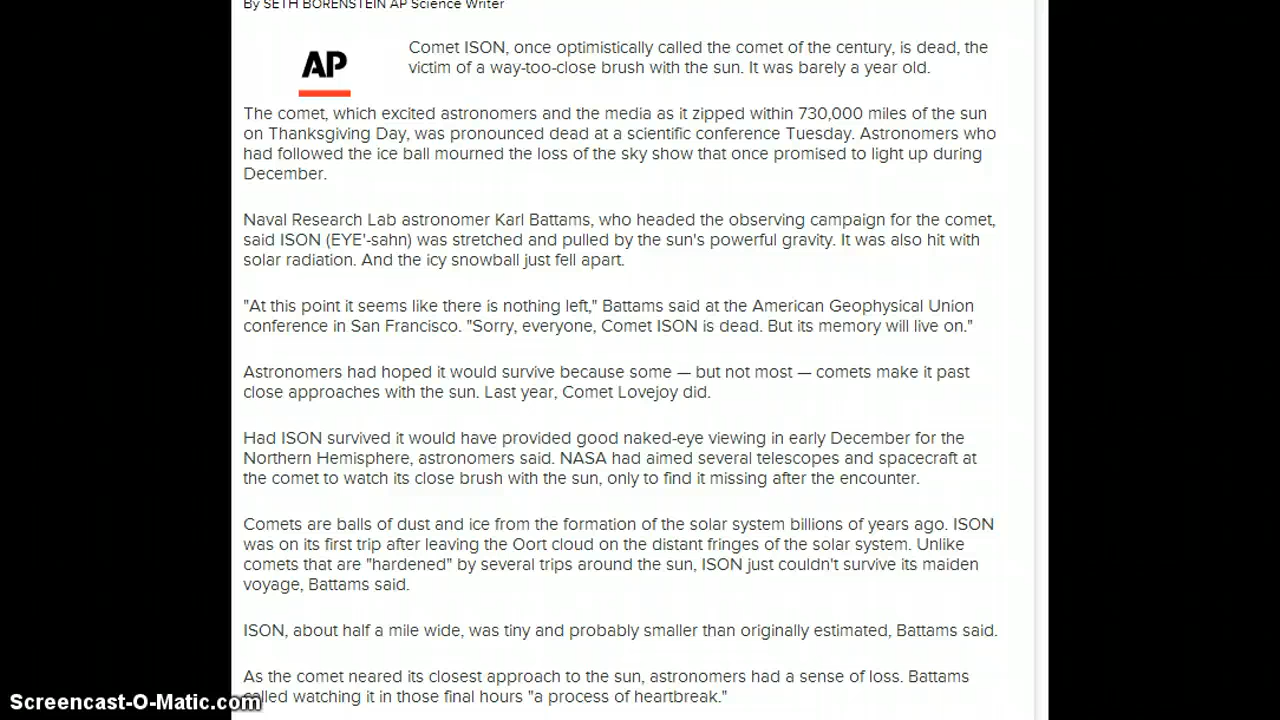 By SETH BORENSTEIN AP Science Writer
AP
Comet ISON, once optimistically called the comet of the century, is dead, the
victim of a way-too-close brush with the sun. It was barely a year old.
The comet, which excited astronomers and the media as it zipped within 730,000 miles of the sun
on Thanksgiving Day, was pronounced dead at a scientific conference Tuesday. Astronomers who
had followed the ice ball mourned the loss of the sky show that once promised to light up during
December.
Naval Research Lab astronomer Karl Battams, who headed the observing campaign for the comet,
said ISON (EYE'-sahn) was stretched and pulled by the sun's powerful gravity. It was also hit with
solar radiation. And the icy snowball just fell apart.
"At this point it seems like there is nothing left," Battams said at the American Geophysical Union
conference in San Francisco. "Sorry, everyone, Comet ISON is dead. But its memory will live on."
Astronomers had hoped it would survive because some — but not most — comets make it past
close approaches with the sun. Last year, Comet Lovejoy did.
Had ISON survived it would have provided good naked-eye viewing in early December for the
Northern Hemisphere, astronomers said. NASA had aimed several telescopes and spacecraft at
the comet to watch its close brush with the sun, only to find it missing after the encounter.
Comets are balls of dust and ice from the formation of the solar system billions of years ago. ISON
was on its first trip after leaving the Oort cloud on the distant fringes of the solar system. Unlike
comets that are "hardened" by several trips around the sun, ISON just couldn't survive its maiden
voyage, Battams said.
ISON, about half a mile wide, was tiny and probably smaller than originally estimated, Battams said.
As the comet neared its closest approach to the sun, astronomers had a sense of loss. Battams
called watching it in those final hours "a process of heartbreak."
Screencast-O-Matic.com